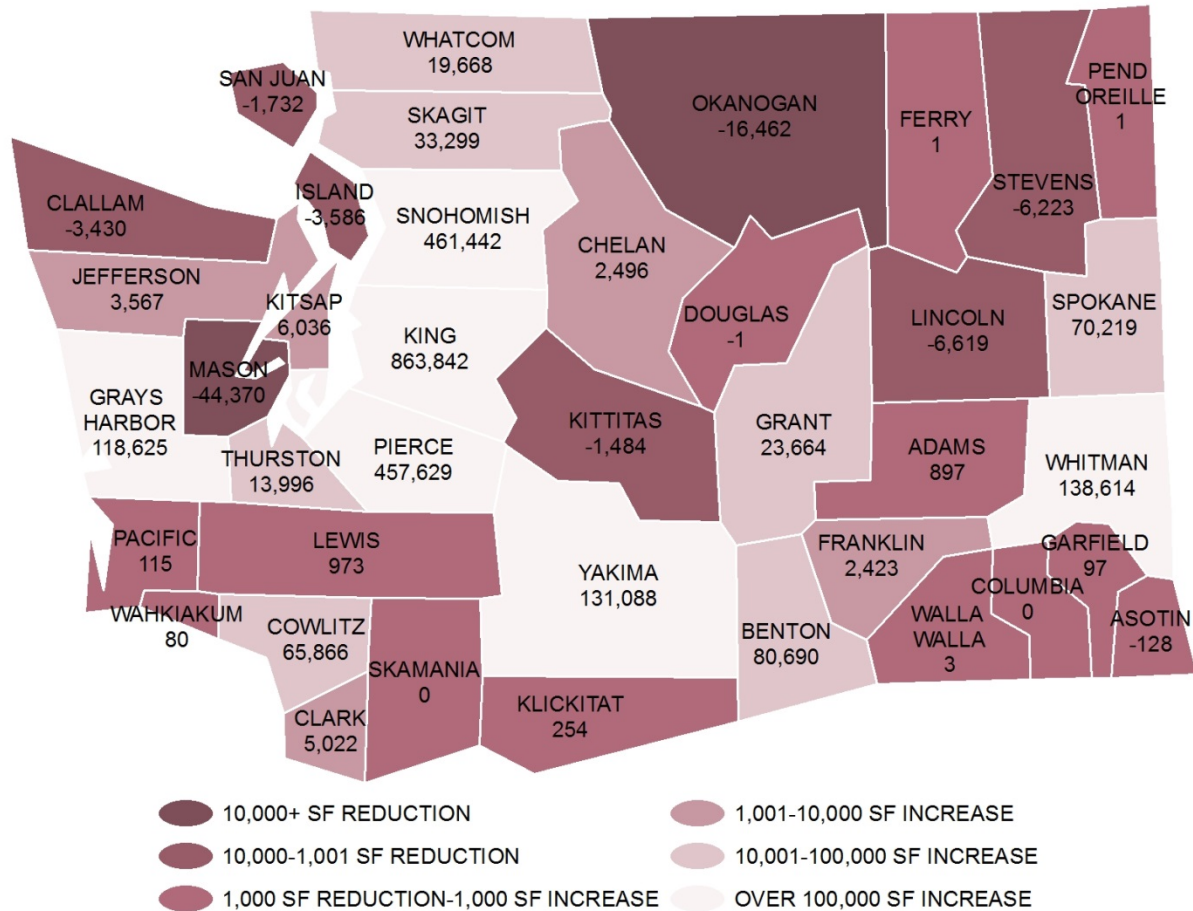 WHATCOM
19,668
SAN JUAN
-1,732
SKAGIT
33,299
OKANOGAN
-16,462
FERRY
1
PEND
OREILLE
1
STEVENS
-6,223
CLALLAM
-3,430
ISLAND
-3,586
SNOHOMISH
461,442
CHELAN
2,496
JEFFERSON
3,567
KITSAP
6,036
DOUGLAS
-1
LINCOLN
-6,619
SPOKANE
70,219
KING
863,842
MASON
-44,370
GRAYS
HARBOR
118,625
KITTITAS
-1,484
GRANT
23,664
ADAMS
897
WHITMAN
138,614
THURSTON
13,996
PIERCE
457,629
PACIFIC
115
LEWIS
973
YAKIMA
131,088
FRANKLIN
2,423
GARFIELD
97
COLUMBIA
0
WALLA
WALLA
3
ASOTIN
-128
WAHKIAKUM
80
COWLITZ
65,866
SKAMANIA
0
BENTON
80,690
KLICKITAT
254
CLARK
5,022
10,000+ SF REDUCTION
10,000-1,001 SF REDUCTION
1,000 SF REDUCTION-1,000 SF INCREASE
1,001-10,000 SF INCREASE
10,001-100,000 SF INCREASE
OVER 100,000 SF INCREASE